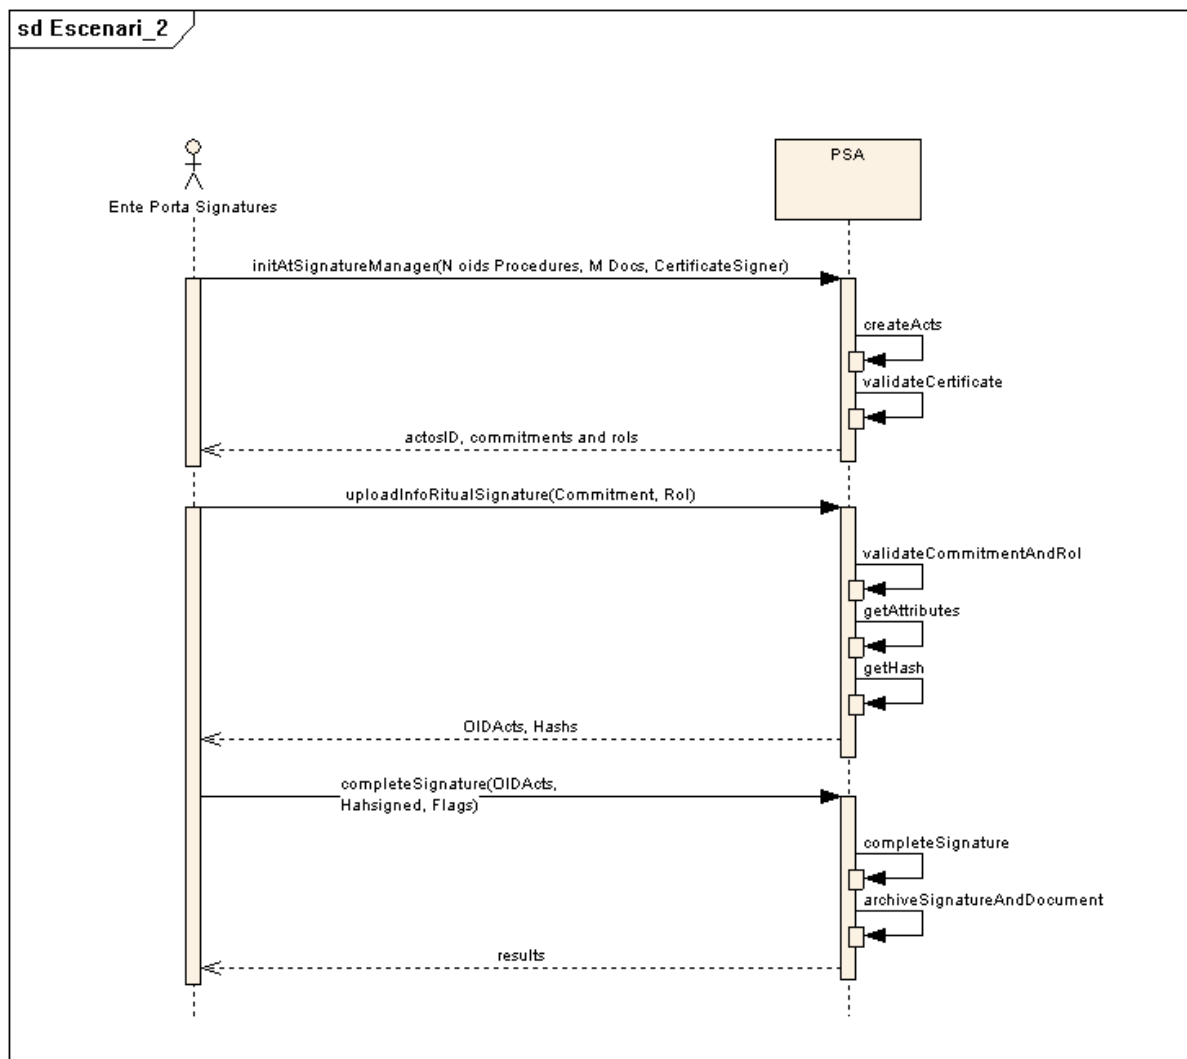 sd Escenari_2
PSA
Ente Porta Signatures
initAtSignatureManager(N oids Procedures, M Docs, CertificateSigner)
createActs
validateCertificate
actosID, commitments and rols
uploadInfoRitualSignature(Commitment, Rol)
validateCommitmentAndRol
getAttributes
getHash
OIDActs, Hashs
completeSignature(OIDActs,
Hahsigned, Flags)
completeSignature
archiveSignatureAndDocument
results